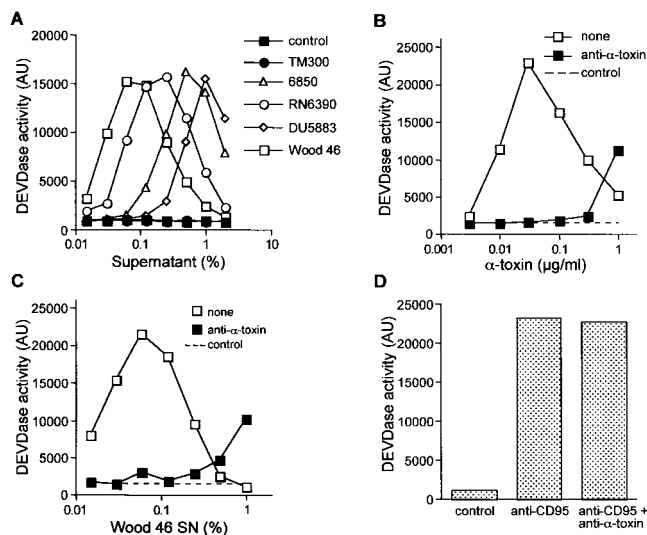 A
DEVDase activity (AU)
20000
15000
10000
5000
0
0.01
0.1
1
10
Supernatant (%)
control
TM300
6850
RN6390
DU5883
Wood 46
B
DEVDase activity (AU)
25000
20000
15000
10000
5000
0
0.001
0.01
0.1
1
α-toxin (µg/ml)
none
anti-α-toxin
control
C
DEVDase activity (AU)
25000
20000
15000
10000
5000
0
0.01
0.1
1
Wood 46 SN (%)
none
anti-α-toxin
control
D
DEVDase activity (AU)
25000
20000
15000
10000
5000
0
control
anti-CD95
anti-CD95 +
anti-α-toxin